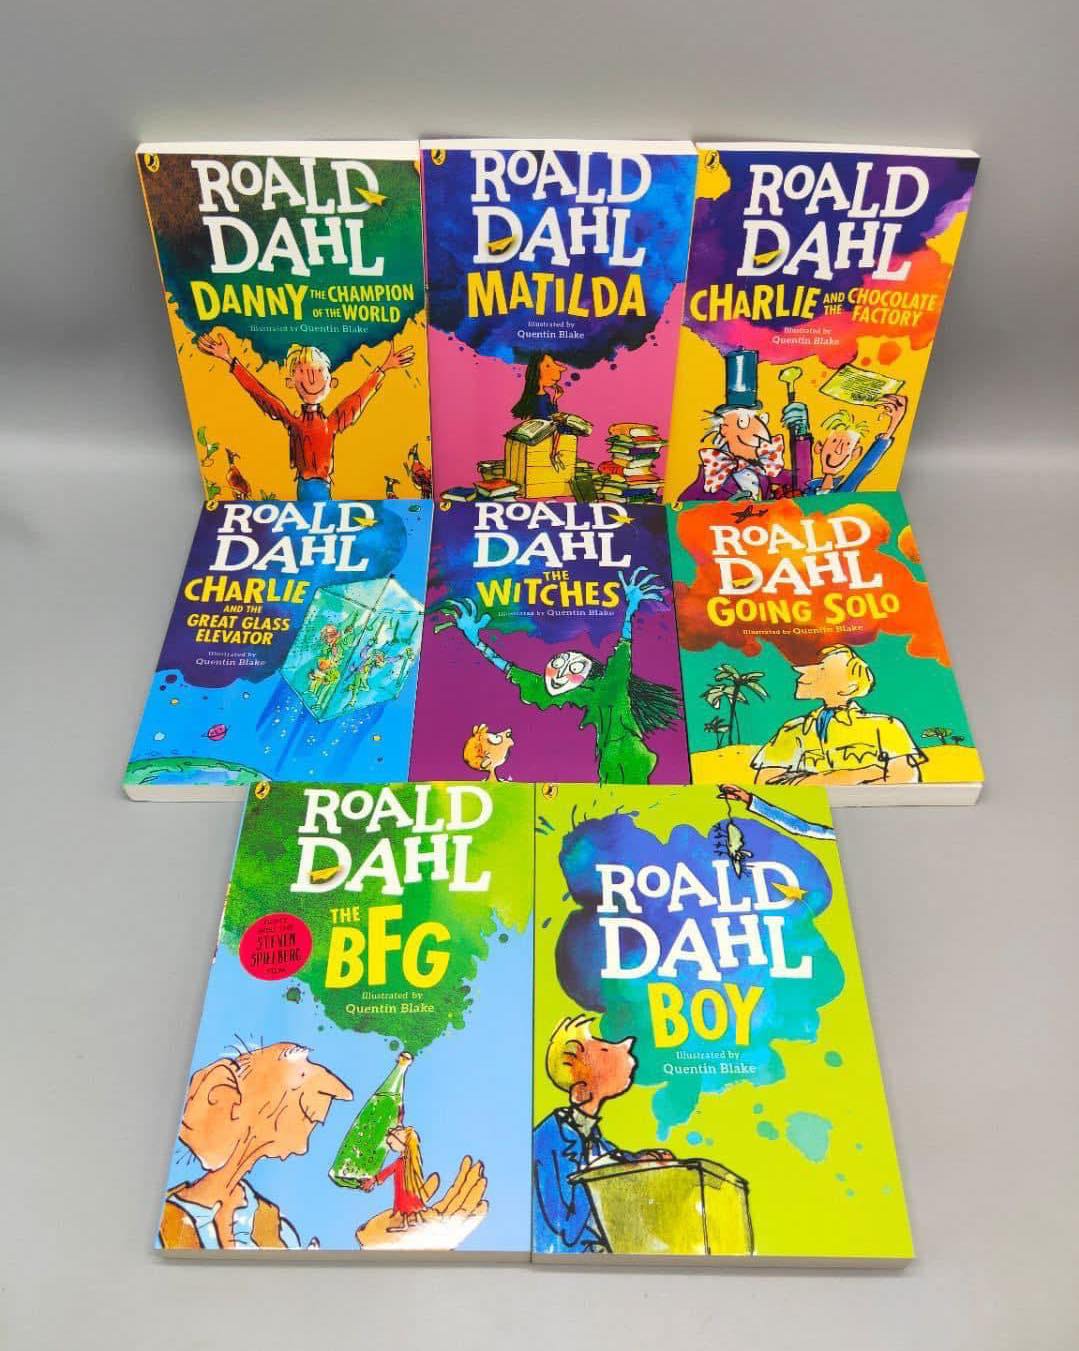 ROALD
DAHL
DANNY THE CHAMPION
OF THE WORLD
Illustrated by Quentin Blake
ROALD
DAHL
MATILDA
Illustrated by
Quentin Blake
ROALD
DAHL
CHARLIE AND THE CHOCOLATE
FACTORY
Illustrated by
Quentin Blake
ROALD
DAHL
CHARLIE
AND THE
GREAT GLASS
ELEVATOR
Illustrated by
Quentin Blake
ROALD
DAHL
THE
WITCHES
Illustrated by Quentin Blake
ROALD
DAHL
GOING SOLO
Illustrated by Quentin Blake
ROALD
DAHL
THE
BFG
STEVEN
SPIELBERG
FILM
Illustrated by
Quentin Blake
ROALD
DAHL
BOY
Illustrated by
Quentin Blake